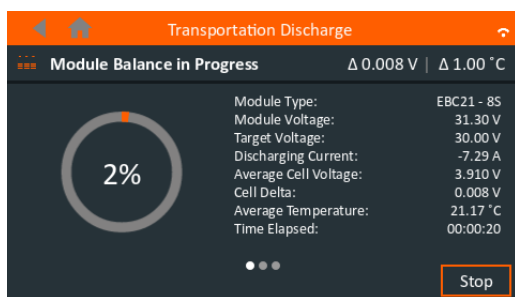 Transportation Discharge
Module Balance in Progress Δ 0.008 V | Δ 1.00 ˚C
Module Type: EBC21 - 8S
Module Voltage: 31.30 V
Target Voltage: 30.00 V
Discharging Current: -7.29 A
Average Cell Voltage: 3.910 V
Cell Delta: 0.008 V
Average Temperature: 21.17 ˚C
Time Elapsed: 00:00:20
2%
Stop